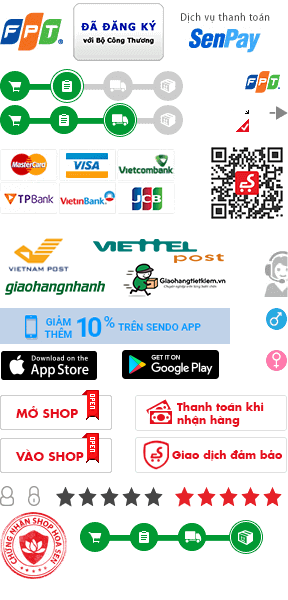 FPT
ĐÃ ĐĂNG KÝ
với Bộ Công Thương
Dịch vụ thanh toán
SenPay
FPT
MasterCard
VISA
Vietcombank
TPBank
VietinBank
JCB
VIETNAM POST
VIETTEL
post
giaohangnhanh
Giaohangtietkiem.vn
GIẢM THÊM 10% TRÊN SENDO APP
Download on the
App Store
GET IT ON
Google Play
MỞ SHOP
OPEN
Thanh toán khi
nhận hàng
VÀO SHOP
OPEN
Giao dịch đảm bảo
CHỨNG NHẬN SHOP HOA SEN